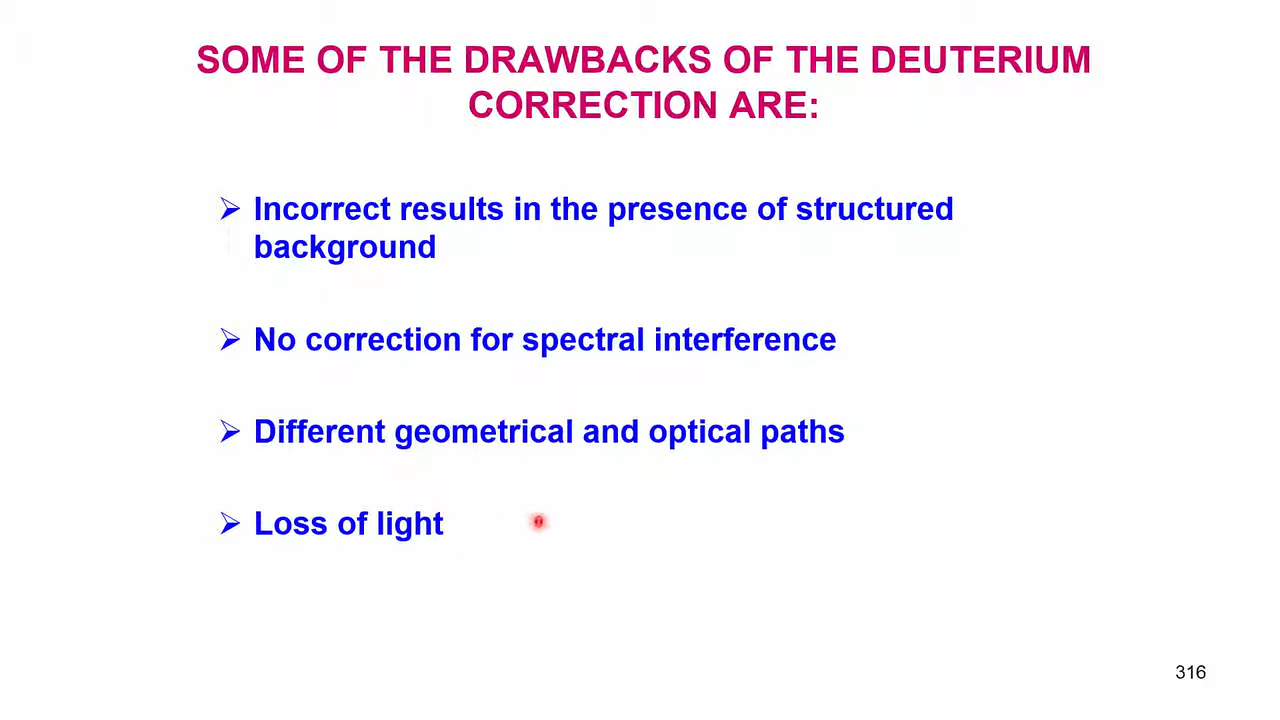 SOME OF THE DRAWBACKS OF THE DEUTERIUM
CORRECTION ARE:
➢ Incorrect results in the presence of structured
background
➢ No correction for spectral interference
➢ Different geometrical and optical paths
➢ Loss of light
316